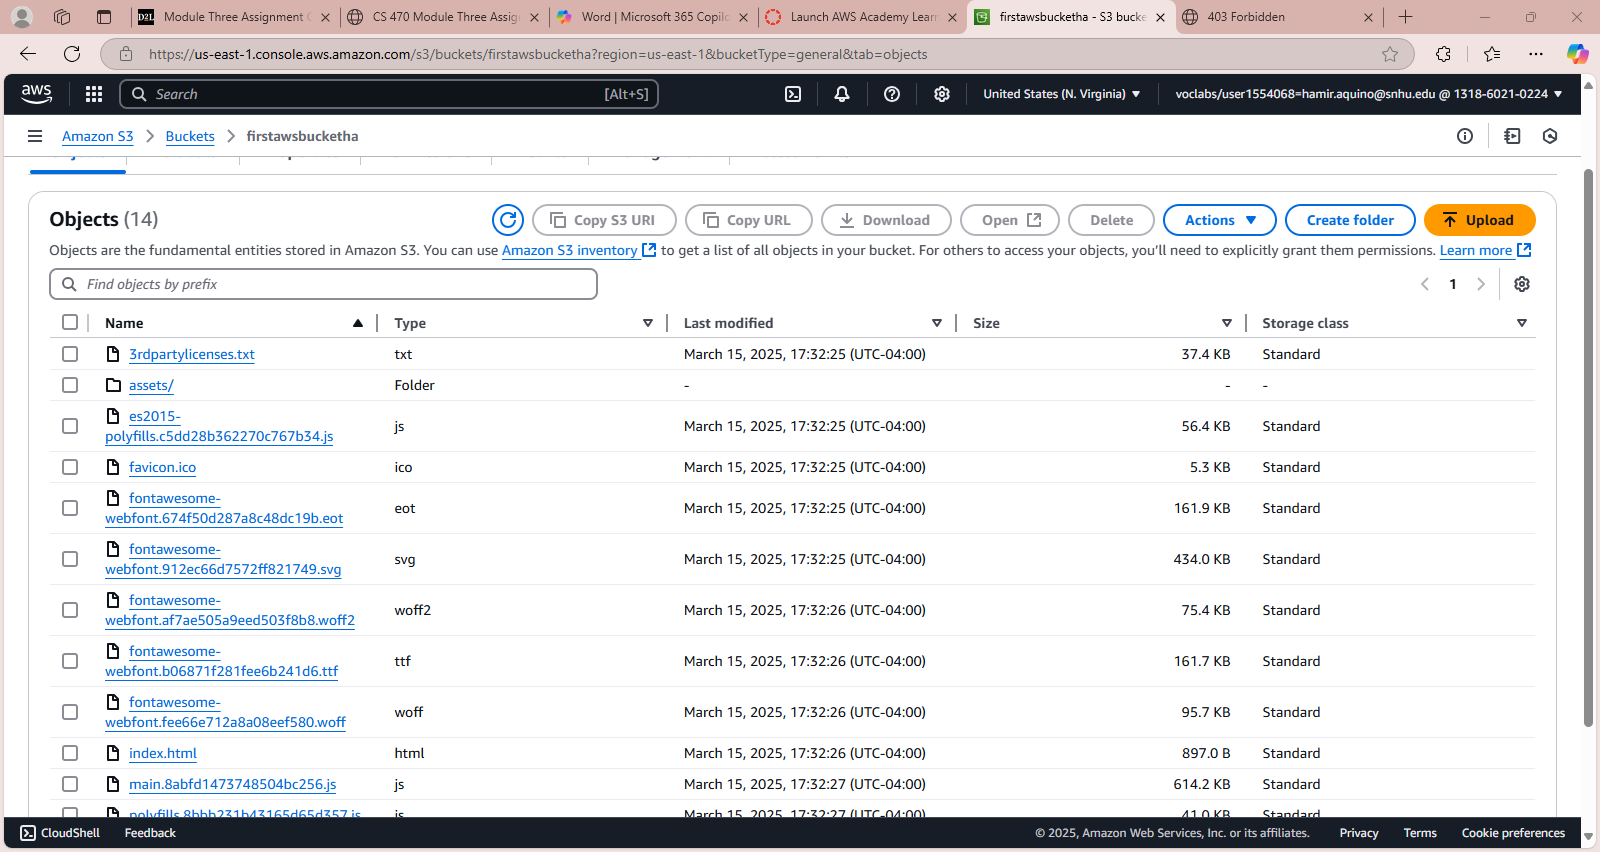 Module Three Assignment G
CS 470 Module Three Assig
Word | Microsoft 365 Copilo
Launch AWS Academy Learn
firstawsbucketha - S3 bucke
403 Forbidden
https://us-east-1.console.aws.amazon.com/s3/buckets/firstawsbucketha?region=us-east-1&bucketType=general&tab=objects
aws
Search
[Alt+S]
United States (N. Virginia)
voclabs/user1554068=hamir.aquino@snhu.edu @ 1318-6021-0224
Amazon S3
Buckets
firstawsbucketha
Objects (14)
Copy S3 URI
Copy URL
Download
Open
Delete
Actions
Create folder
Upload
Objects are the fundamental entities stored in Amazon S3. You can use Amazon S3 inventory to get a list of all objects in your bucket. For others to access your objects, you'll need to explicitly grant them permissions. Learn more
Find objects by prefix
1
Name Type Last modified Size Storage class
3rdpartylicenses.txt txt March 15, 2025, 17:32:25 (UTC-04:00) 37.4 KB Standard
assets/ Folder - - -
es2015-
polyfills.c5dd28b362270c767b34.js js March 15, 2025, 17:32:25 (UTC-04:00) 56.4 KB Standard
favicon.ico ico March 15, 2025, 17:32:25 (UTC-04:00) 5.3 KB Standard
fontawesome-
webfont.674f50d287a8c48dc19b.eot eot March 15, 2025, 17:32:25 (UTC-04:00) 161.9 KB Standard
fontawesome-
webfont.912ec66d7572ff821749.svg svg March 15, 2025, 17:32:25 (UTC-04:00) 434.0 KB Standard
fontawesome-
webfont.af7ae505a9eed503f8b8.woff2 woff2 March 15, 2025, 17:32:26 (UTC-04:00) 75.4 KB Standard
fontawesome-
webfont.b06871f281fee6b241d6.ttf ttf March 15, 2025, 17:32:26 (UTC-04:00) 161.7 KB Standard
fontawesome-
webfont.fee66e712a8a08eef580.woff woff March 15, 2025, 17:32:26 (UTC-04:00) 95.7 KB Standard
index.html html March 15, 2025, 17:32:26 (UTC-04:00) 897.0 B Standard
main.8abfd1473748504bc256.js js March 15, 2025, 17:32:27 (UTC-04:00) 614.2 KB Standard
polyfills.8bbb231b43165d65d357.js js March 15, 2025, 17:32:27 (UTC-04:00) 41.0 KB Standard
CloudShell
Feedback
© 2025, Amazon Web Services, Inc. or its affiliates.
Privacy
Terms
Cookie preferences